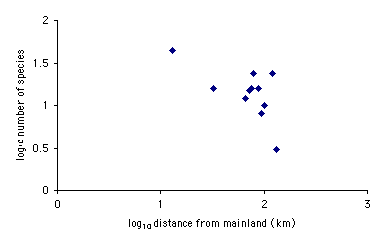 2
1.5
1
0.5
0
0 1 2 3
number of species
log₁₀ distance from mainland (km)